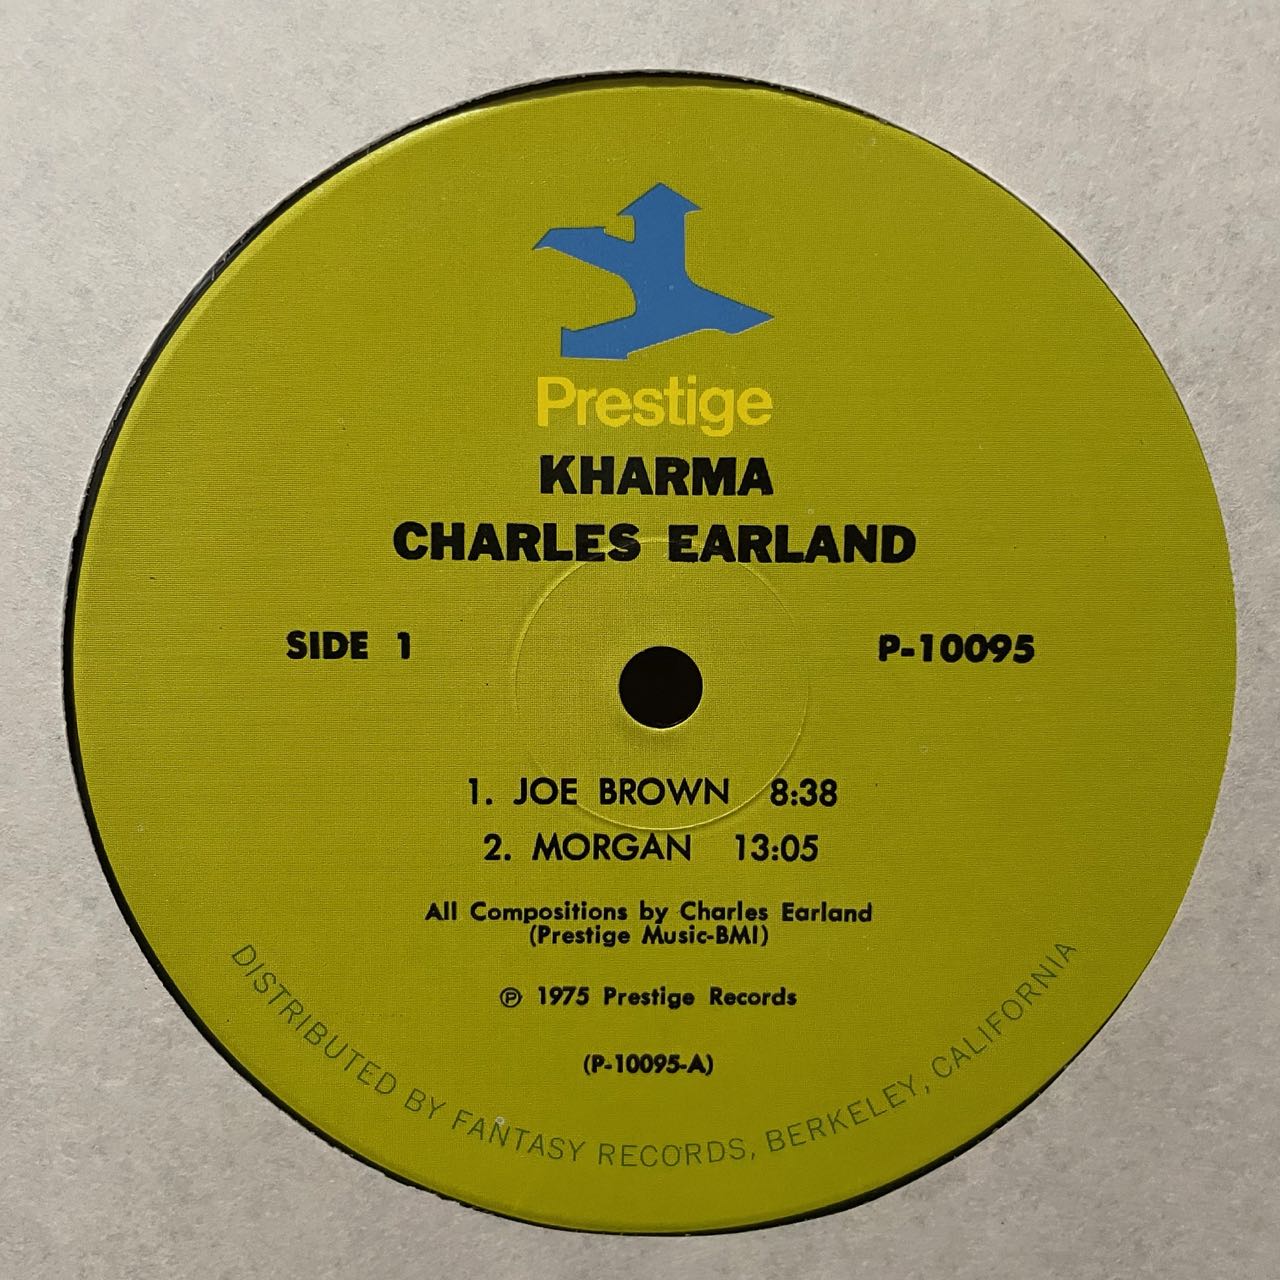 Prestige
KHARMA
CHARLES EARLAND
SIDE 1
P-10095
1. JOE BROWN 8:38
2. MORGAN 13:05
All Compositions by Charles Earland
(Prestige Music-BMI)
℗ 1975 Prestige Records
(P-10095-A)
DISTRIBUTED BY FANTASY RECORDS, BERKELEY, CALIFORNIA